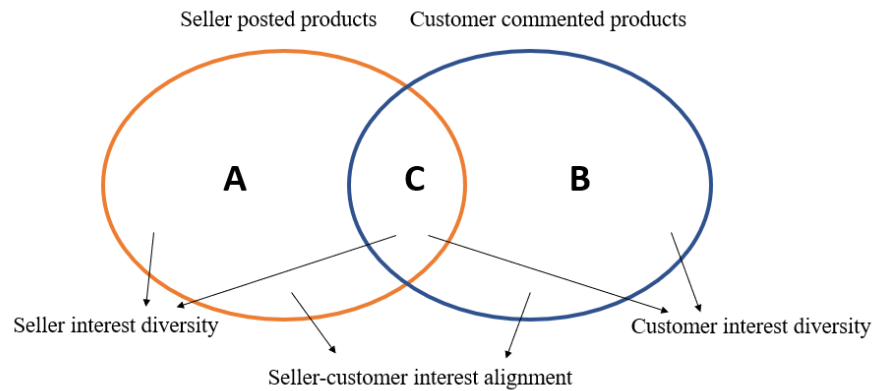 Seller posted products
Customer commented products
A
C
B
Seller interest diversity
Customer interest diversity
Seller-customer interest alignment